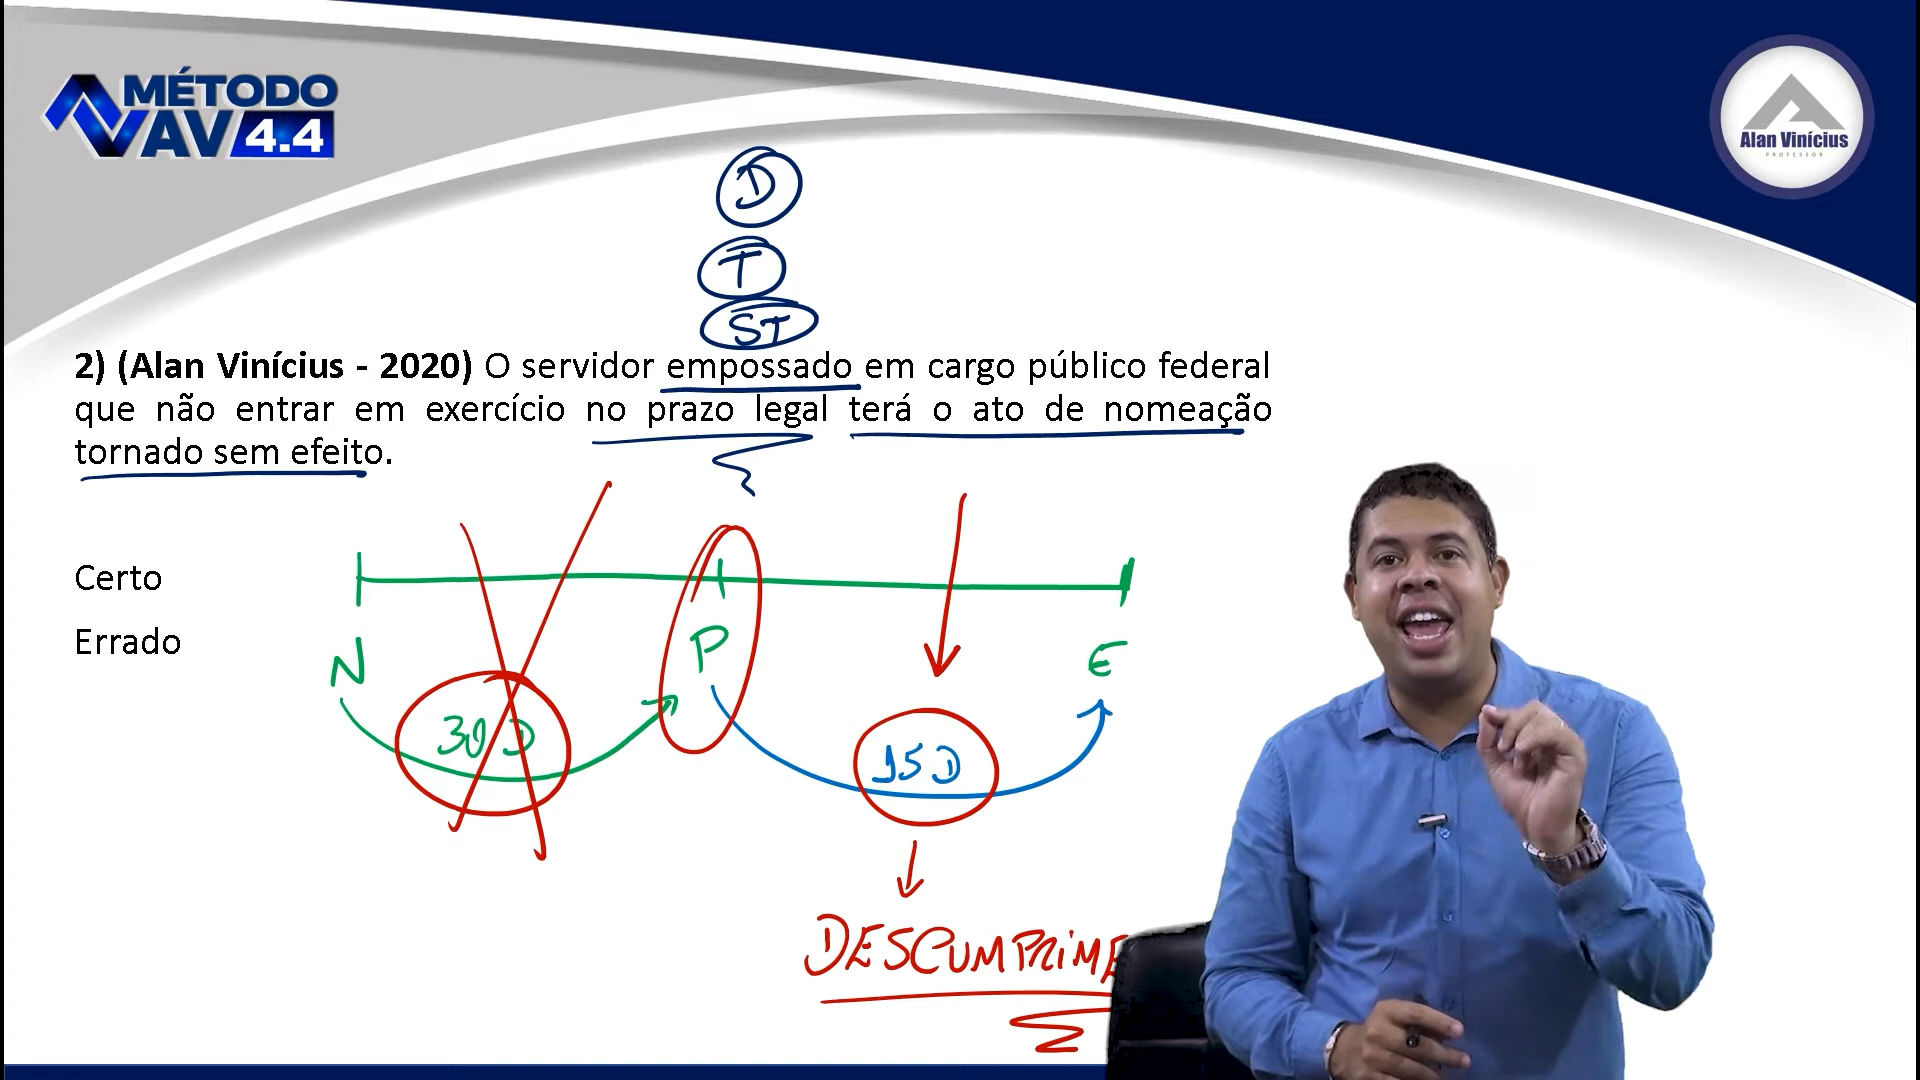 MÉTODO
AV 4.4
Alan Vinícius
PROFESSOR
D
T
ST
2) (Alan Vinícius - 2020) O servidor empossado em cargo público federal
que não entrar em exercício no prazo legal terá o ato de nomeação
tornado sem efeito.
Certo
Errado
N
P
E
30 D
15 D
DESCUMPRIME